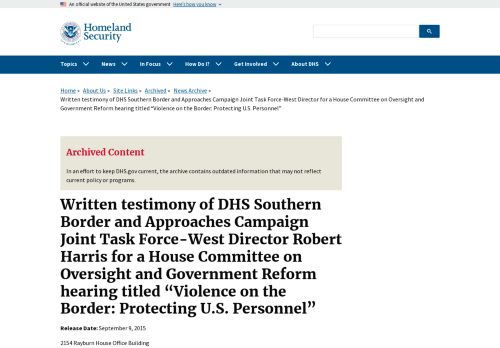 An official website of the United States government Here's how you know
Homeland
Security
Topics News In Focus How Do I? Get Involved About DHS
Home » About Us » Site Links » Archived » News Archive »
Written testimony of DHS Southern Border and Approaches Campaign Joint Task Force-West Director for a House Committee on Oversight and
Government Reform hearing titled “Violence on the Border: Protecting U.S. Personnel”
Archived Content
In an effort to keep DHS.gov current, the archive contains outdated information that may not reflect
current policy or programs.
Written testimony of DHS Southern
Border and Approaches Campaign
Joint Task Force-West Director Robert
Harris for a House Committee on
Oversight and Government Reform
hearing titled “Violence on the
Border: Protecting U.S. Personnel”
Release Date: September 9, 2015
2154 Rayburn House Office Building